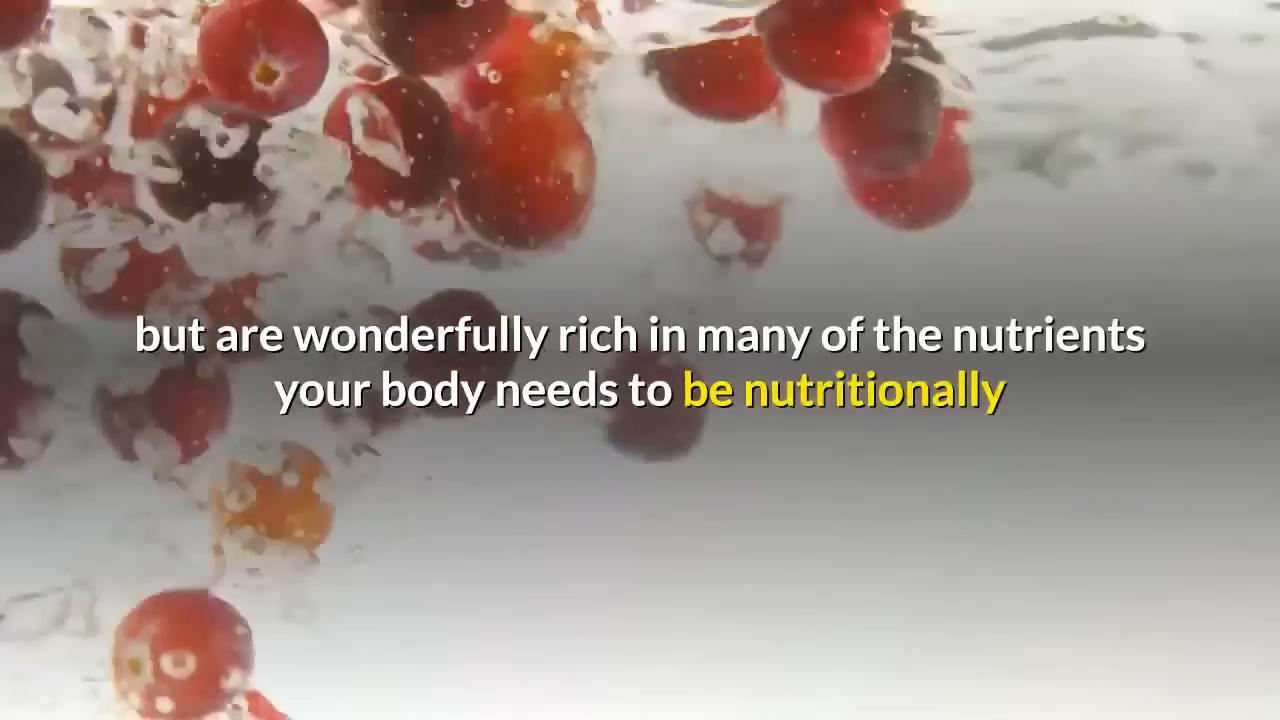 but are wonderfully rich in many of the nutrients
your body needs to be nutritionally